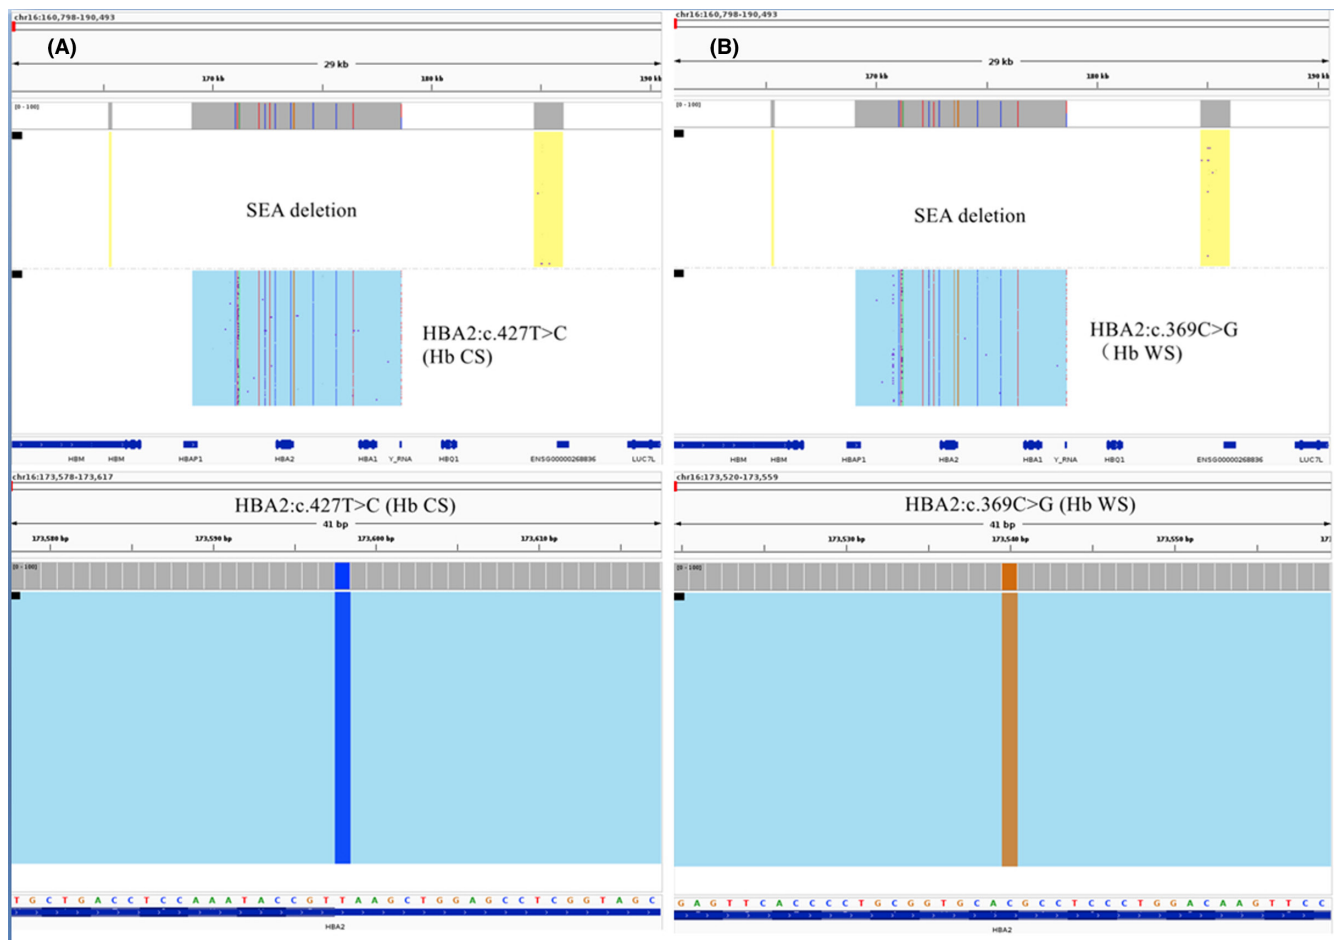 chr16:160,798-190,493
(A)
29 kb
170 kb 180 kb 190 kb
[0 - 100]
SEA deletion
HBA2:c.427T>C
(Hb CS)
HBM HBM HBAP1 HBA2 HBA1 Y_RNA HBQ1 ENSG00000268836 LUC7L
chr16:173,578-173,617
HBA2:c.427T>C (Hb CS)
41 bp
173,580 bp 173,590 bp 173,600 bp 173,610 bp
[0 - 100]
T G C T G A C C T C C A A A T A C C G T T A A G C T G G A G C C T C G G T A G C
HBA2
chr16:160,798-190,493
(B)
29 kb
170 kb 180 kb 190 kb
[0 - 100]
SEA deletion
HBA2:c.369C>G
（Hb WS)
HBM HBM HBAP1 HBA2 HBA1 Y_RNA HBQ1 ENSG00000268836 LUC7L
chr16:173,520-173,559
HBA2:c.369C>G (Hb WS)
41 bp
173,530 bp 173,540 bp 173,550 bp 17
[0 - 100]
G A G T T C A C C C C T G C G G T G C A C G C C T C C C T G G A C A A G T T C C
HBA2